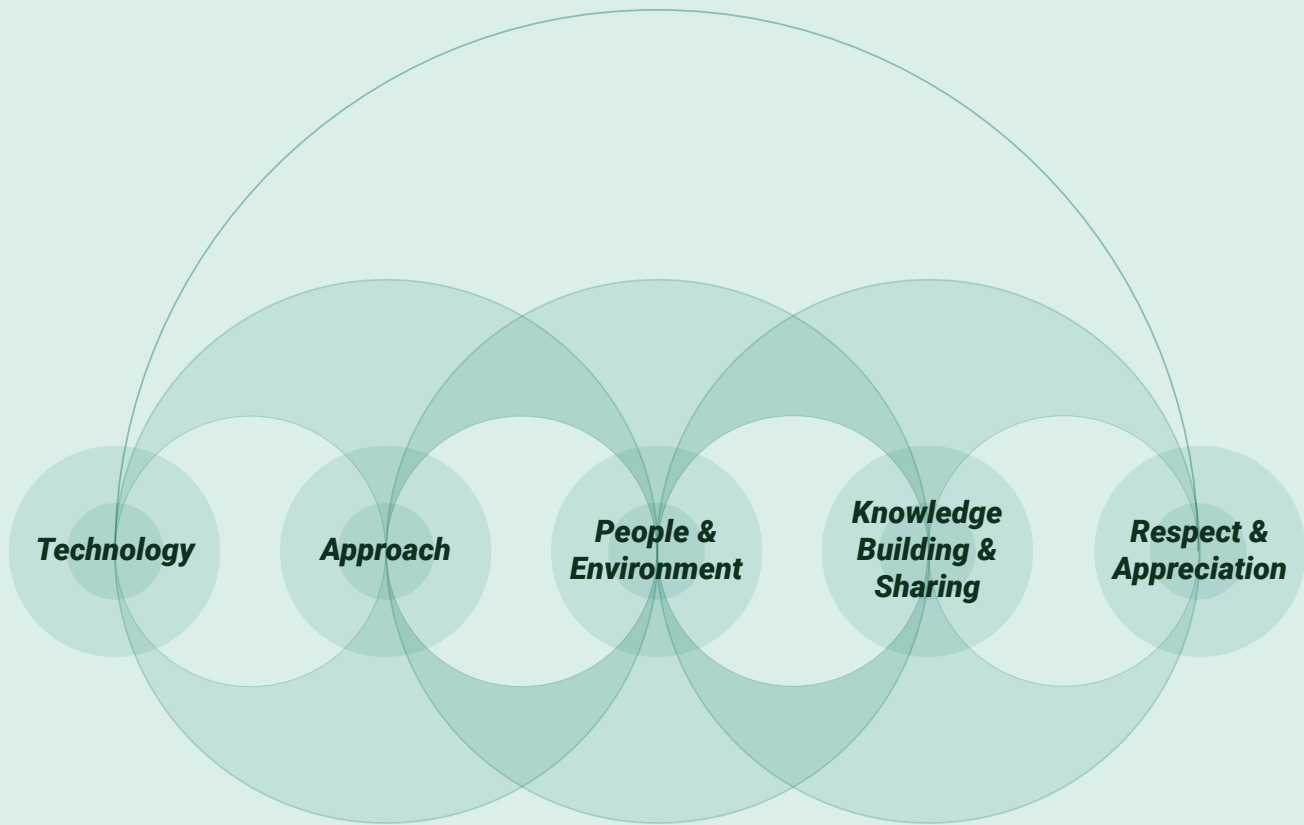 Technology
Approach
People &
Environment
Knowledge
Building &
Sharing
Respect &
Appreciation